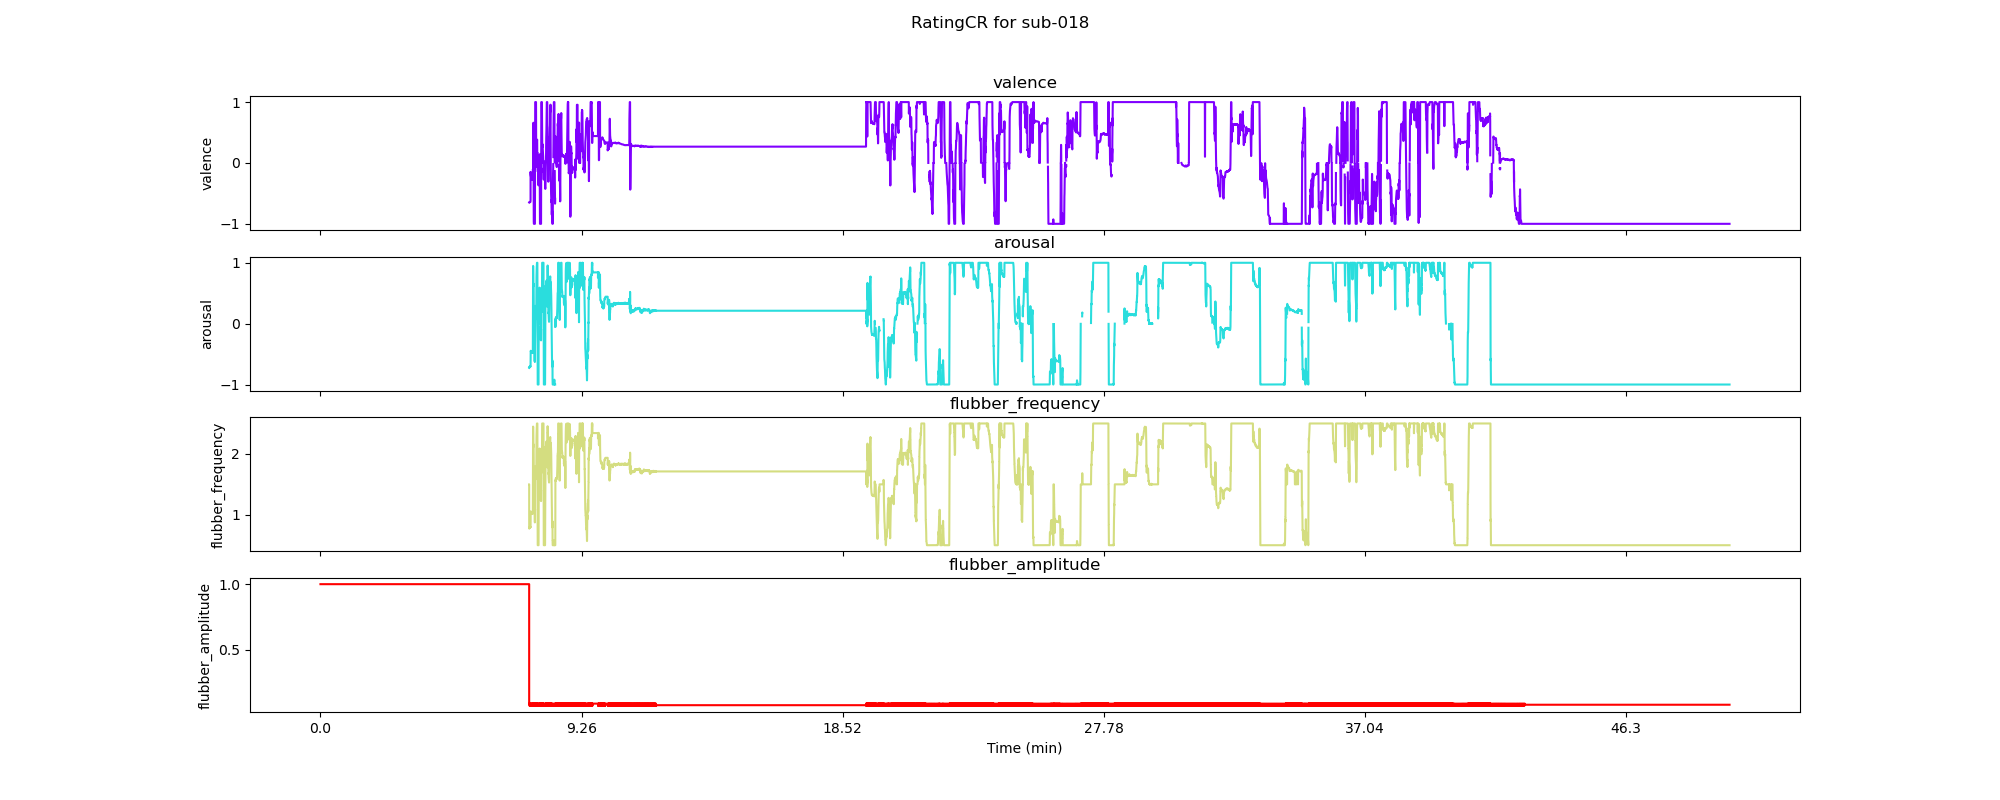 RatingCR for sub-018
valence
valence
1
0
−1
arousal
arousal
1
0
−1
flubber_frequency
flubber_frequency
2
1
flubber_amplitude
flubber_amplitude
1.0
0.5
0.0 9.26 18.52 27.78 37.04 46.3
Time (min)